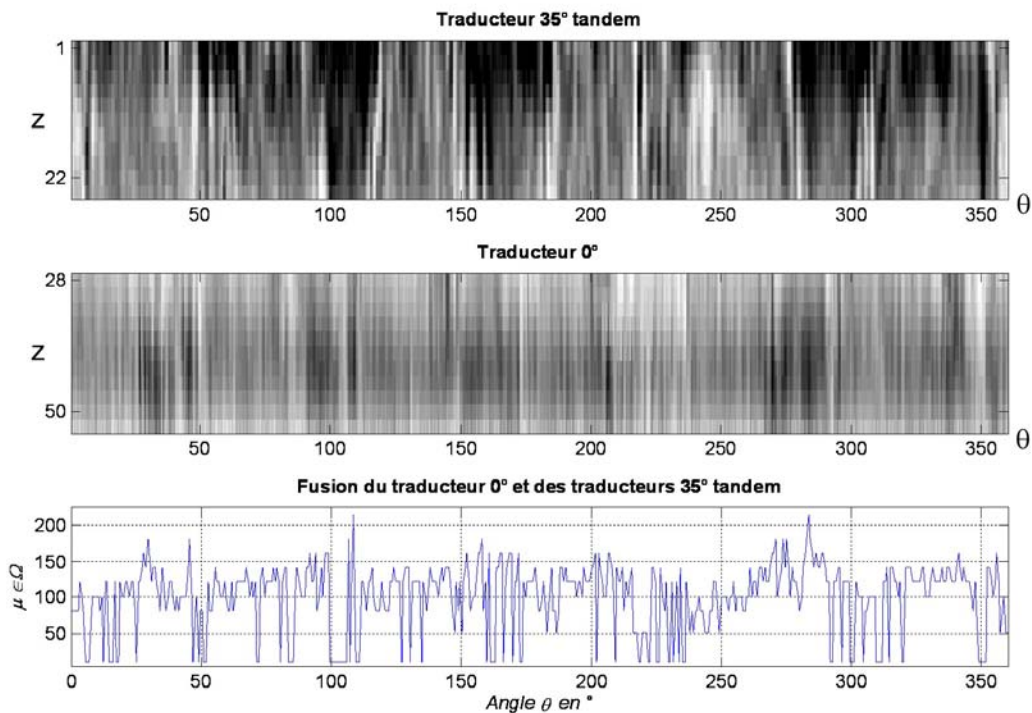 Traducteur 35° tandem
1
Z
22
50 100 150 200 250 300 350 θ
Traducteur 0°
28
Z
50
50 100 150 200 250 300 350 θ
Fusion du traducteur 0° et des traducteurs 35° tandem
200
150
100
50
μ ∈Ω
0 50 100 150 200 250 300 350
Angle θ en °